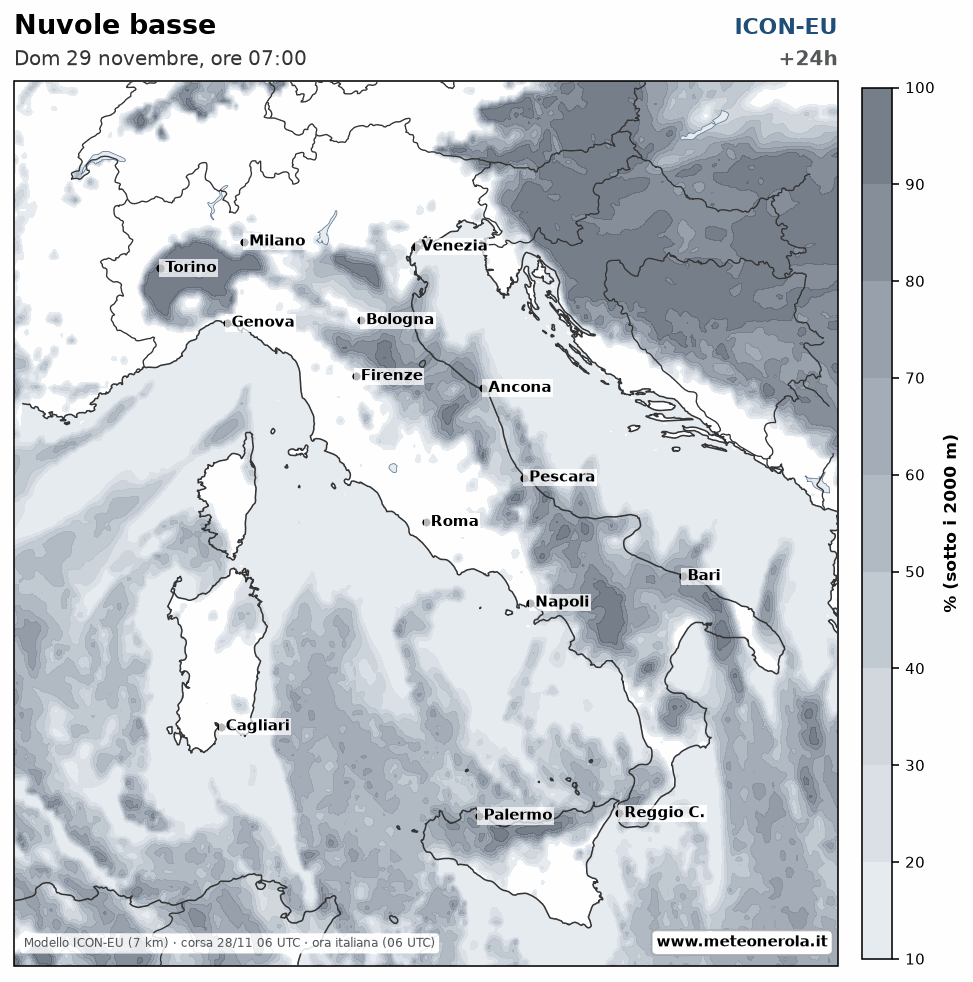 Nuvole basse
ICON-EU
Dom 29 novembre, ore 07:00
+24h
Milano
Venezia
Torino
Genova
Bologna
Firenze
Ancona
Pescara
Roma
Bari
Napoli
Cagliari
Palermo
Reggio C.
100
90
80
70
60
50
40
30
20
10
% (sotto i 2000 m)
Modello ICON-EU (7 km) · corsa 28/11 06 UTC · ora italiana (06 UTC)
www.meteonerola.it